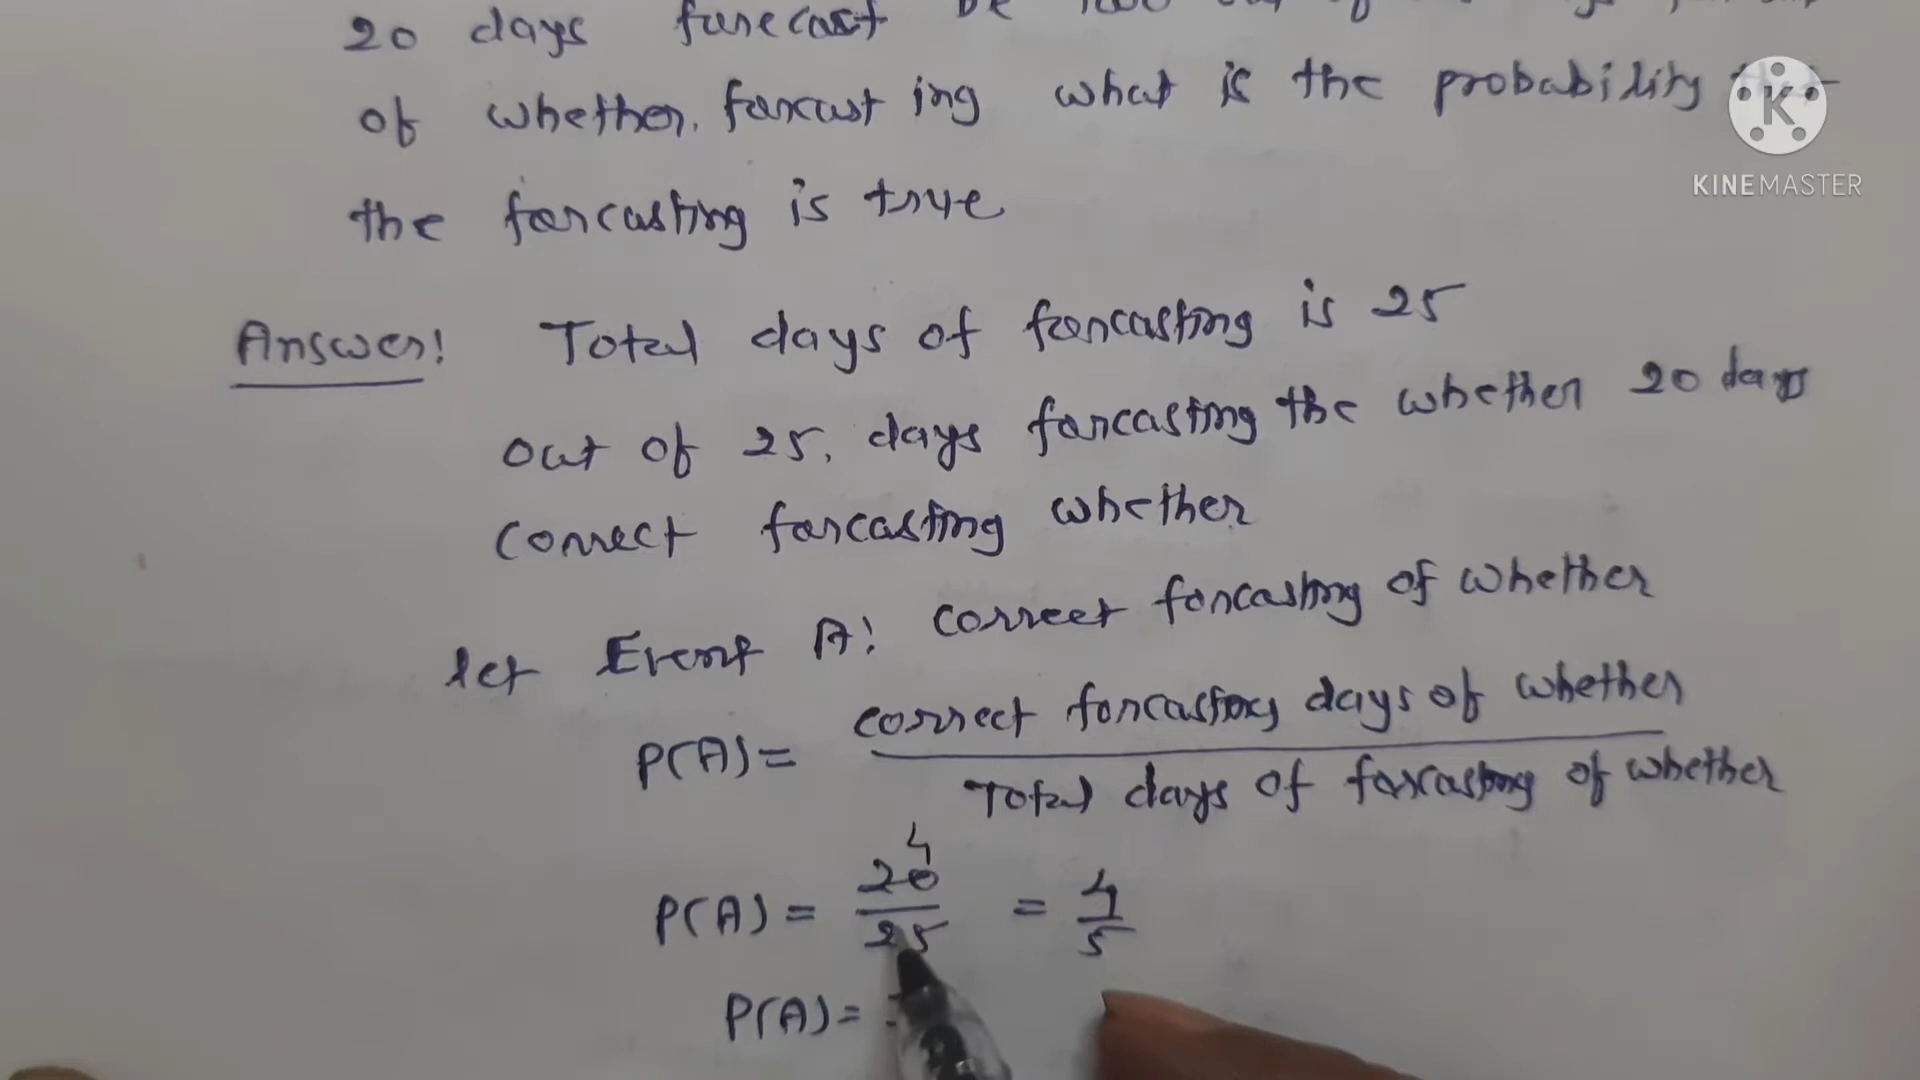 20 days forecast be
of whether. forcast ing what is the probability
KINEMASTER
the forcasting is true
Answer! Total days of forcasting is 25
out of 25, days forcasting the whether 20 days
correct forcasting whether
let Event A! correct forcasting of whether
correct forcasting days of whether
P(A) =
Total days of forcasting of whether
4
P(A) = 20/25 = 4/5
P(A) =